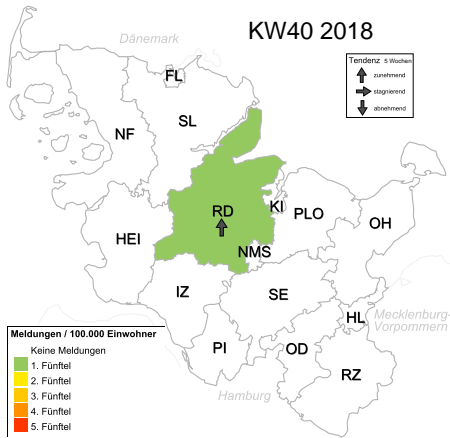 KW40 2018
Dänemark
Tendenz 5 Wochen
zunehmend
stagnierend
abnehmend
FL
SL
NF
RD
KI
PLO
OH
HEI
NMS
IZ
SE
HL
Mecklenburg-
Vorpommern
PI
OD
RZ
Hamburg
Meldungen / 100.000 Einwohner
Keine Meldungen
1. Fünftel
2. Fünftel
3. Fünftel
4. Fünftel
5. Fünftel